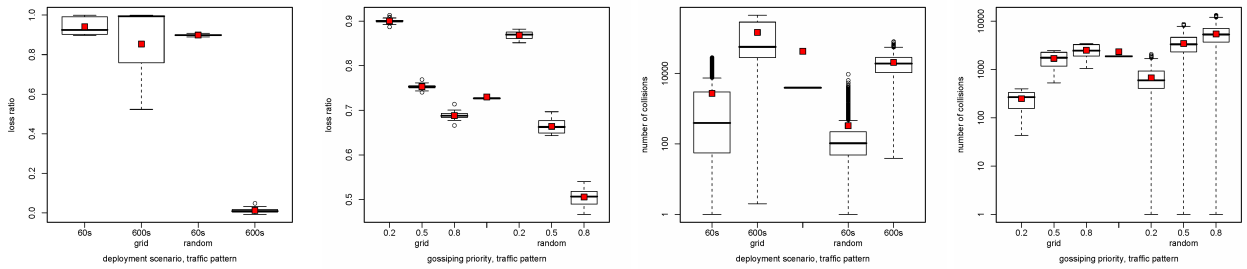 loss ratio
1.0
0.8
0.6
0.4
0.2
0.0
60s 600s 60s 600s
grid random
deployment scenario, traffic pattern
loss ratio
0.9
0.8
0.7
0.6
0.5
0.2 0.5 0.8 0.2 0.5 0.8
grid random
gossiping priority, traffic pattern
number of collisions
10000
100
1
60s 600s 60s 600s
grid random
deployment scenario, traffic pattern
number of collisions
10000
1000
100
10
1
0.2 0.5 0.8 0.2 0.5 0.8
grid random
gossiping priority, traffic pattern